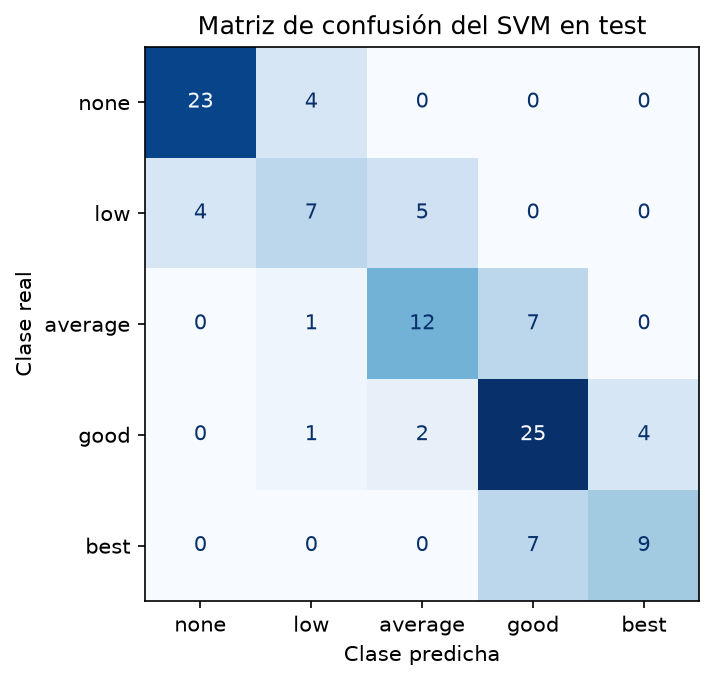 Matriz de confusión del SVM en test
none 23 4 0 0 0
low 4 7 5 0 0
average 0 1 12 7 0
good 0 1 2 25 4
best 0 0 0 7 9
none low average good best
Clase predicha
Clase real